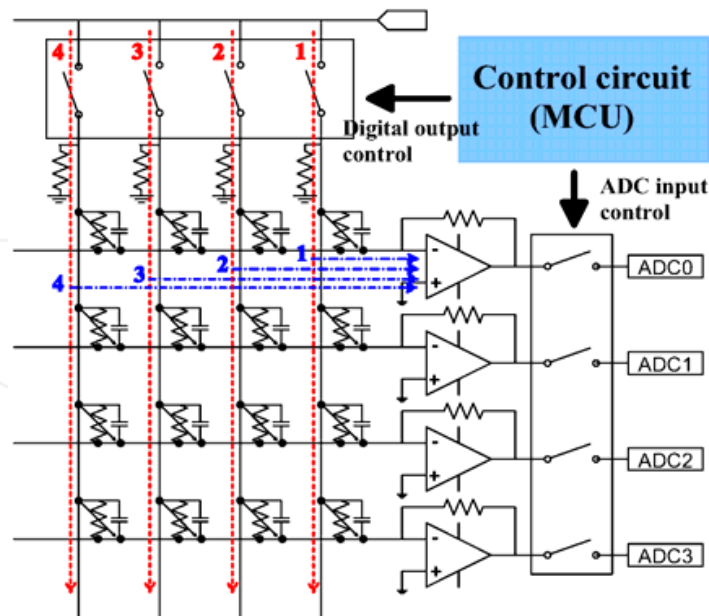 4 3 2 1
Control circuit
(MCU)
Digital output
control
ADC input
control
1
2
3
4
-
+
ADC0
-
+
ADC1
-
+
ADC2
-
+
ADC3